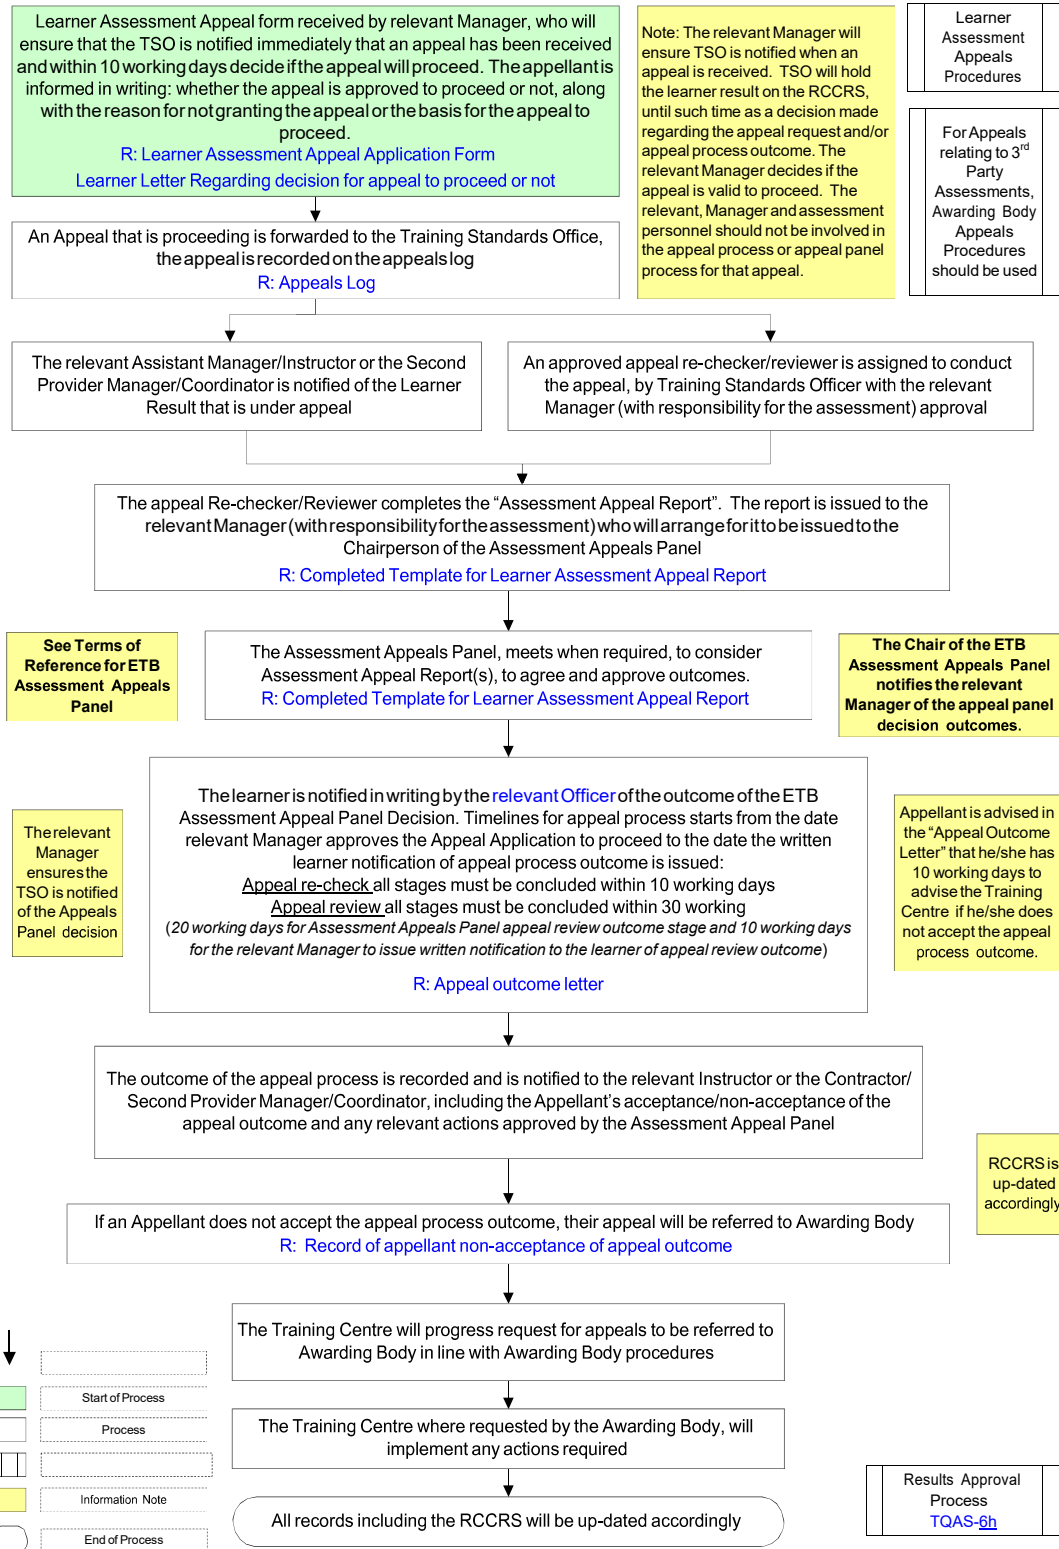 Learner Assessment Appeal form received by relevant Manager, who will
ensure that the TSO is notified immediately that an appeal has been received
and within 10 working days decide if the appeal will proceed. The appellant is
informed in writing: whether the appeal is approved to proceed or not, along
with the reason for not granting the appeal or the basis for the appeal to
proceed.
R: Learner Assessment Appeal Application Form
Learner Letter Regarding decision for appeal to proceed or not
Note: The relevant Manager will
ensure TSO is notified when an
appeal is received. TSO will hold
the learner result on the RCCRS,
until such time as a decision made
regarding the appeal request and/or
appeal process outcome. The
relevant Manager decides if the
appeal is valid to proceed. The
relevant, Manager and assessment
personnel should not be involved in
the appeal process or appeal panel
process for that appeal.
Learner
Assessment
Appeals
Procedures
For Appeals
relating to 3rd
Party
Assessments,
Awarding Body
Appeals
Procedures
should be used
An Appeal that is proceeding is forwarded to the Training Standards Office,
the appeal is recorded on the appeals log
R: Appeals Log
The relevant Assistant Manager/Instructor or the Second
Provider Manager/Coordinator is notified of the Learner
Result that is under appeal
An approved appeal re-checker/reviewer is assigned to conduct
the appeal, by Training Standards Officer with the relevant
Manager (with responsibility for the assessment) approval
The appeal Re-checker/Reviewer completes the “Assessment Appeal Report”. The report is issued to the
relevant Manager (with responsibility for the assessment) who will arrange for it to be issued to the
Chairperson of the Assessment Appeals Panel
R: Completed Template for Learner Assessment Appeal Report
See Terms of
Reference for ETB
Assessment Appeals
Panel
The Assessment Appeals Panel, meets when required, to consider
Assessment Appeal Report(s), to agree and approve outcomes.
R: Completed Template for Learner Assessment Appeal Report
The Chair of the ETB
Assessment Appeals Panel
notifies the relevant
Manager of the appeal panel
decision outcomes.
The relevant
Manager
ensures the
TSO is notified
of the Appeals
Panel decision
The learner is notified in writing by the relevant Officer of the outcome of the ETB
Assessment Appeal Panel Decision. Timelines for appeal process starts from the date
relevant Manager approves the Appeal Application to proceed to the date the written
learner notification of appeal process outcome is issued:
Appeal re-check all stages must be concluded within 10 working days
Appeal review all stages must be concluded within 30 working
(20 working days for Assessment Appeals Panel appeal review outcome stage and 10 working days
for the relevant Manager to issue written notification to the learner of appeal review outcome)
R: Appeal outcome letter
Appellant is advised in
the “Appeal Outcome
Letter” that he/she has
10 working days to
advise the Training
Centre if he/she does
not accept the appeal
process outcome.
The outcome of the appeal process is recorded and is notified to the relevant Instructor or the Contractor/
Second Provider Manager/Coordinator, including the Appellant’s acceptance/non-acceptance of the
appeal outcome and any relevant actions approved by the Assessment Appeal Panel
RCCRS is
up-dated
accordingly
If an Appellant does not accept the appeal process outcome, their appeal will be referred to Awarding Body
R: Record of appellant non-acceptance of appeal outcome
The Training Centre will progress request for appeals to be referred to
Awarding Body in line with Awarding Body procedures
The Training Centre where requested by the Awarding Body, will
implement any actions required
All records including the RCCRS will be up-dated accordingly
Start of Process
Process
Information Note
End of Process
Results Approval
Process
TQAS-6h